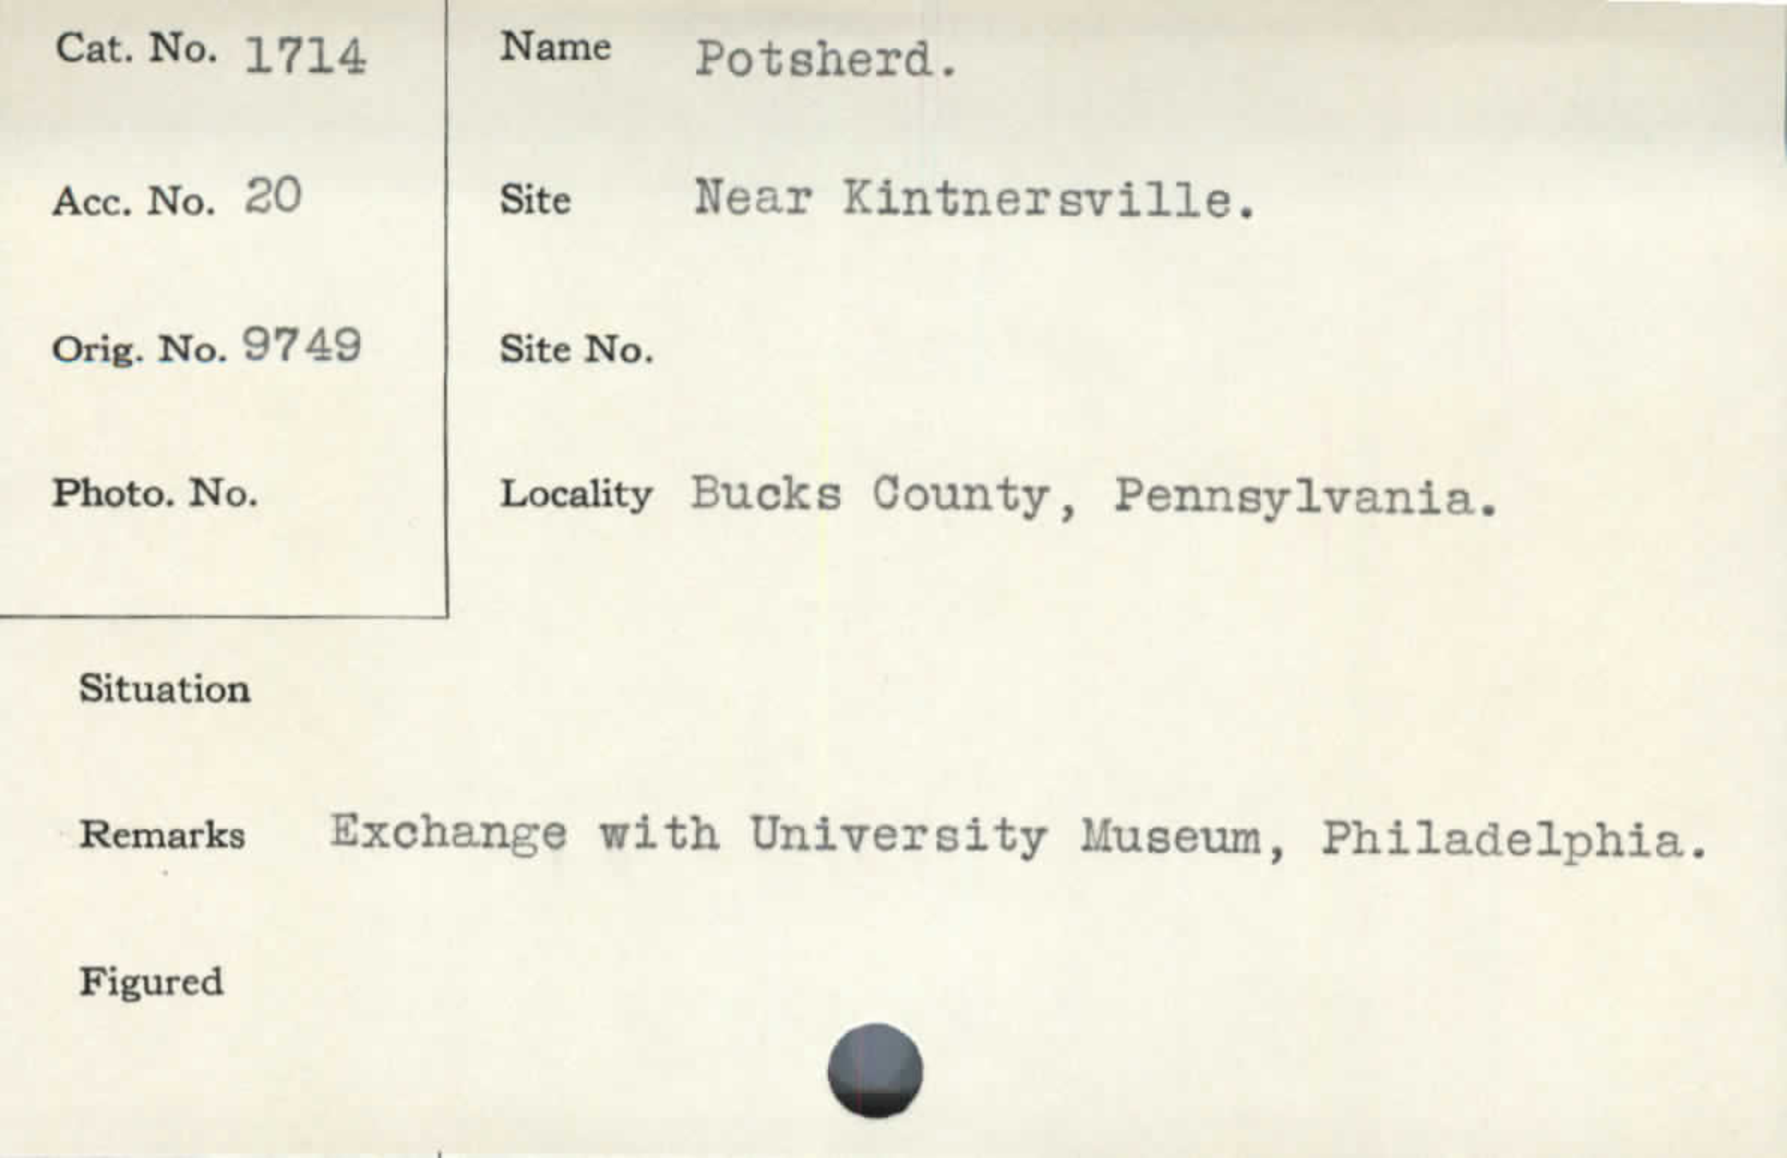 Cat. No. 1714
Name Potsherd.
Acc. No. 20
Site Near Kintnersville.
Orig. No. 9749
Site No.
Photo. No.
Locality Bucks County, Pennsylvania.
Situation
Remarks Exchange with University Museum, Philadelphia.
Figured